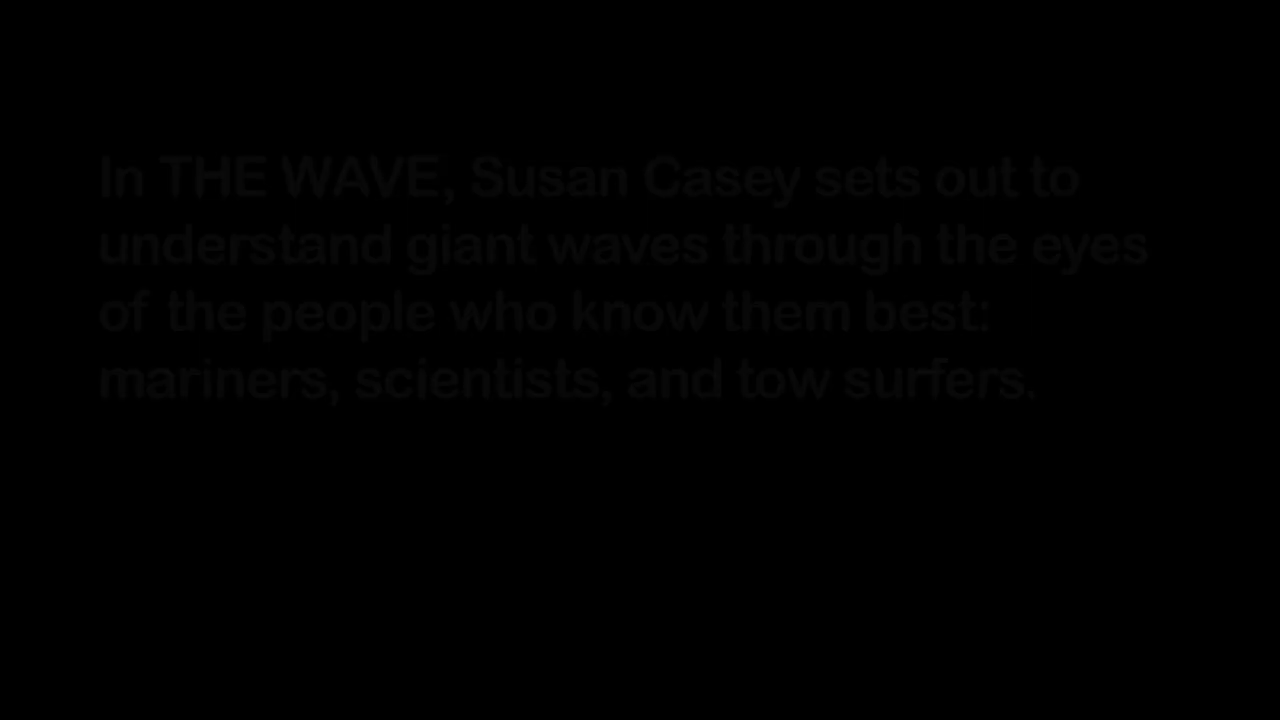 In THE WAVE, Susan Casey sets out to
understand giant waves through the eyes
of the people who know them best:
mariners, scientists, and tow surfers.